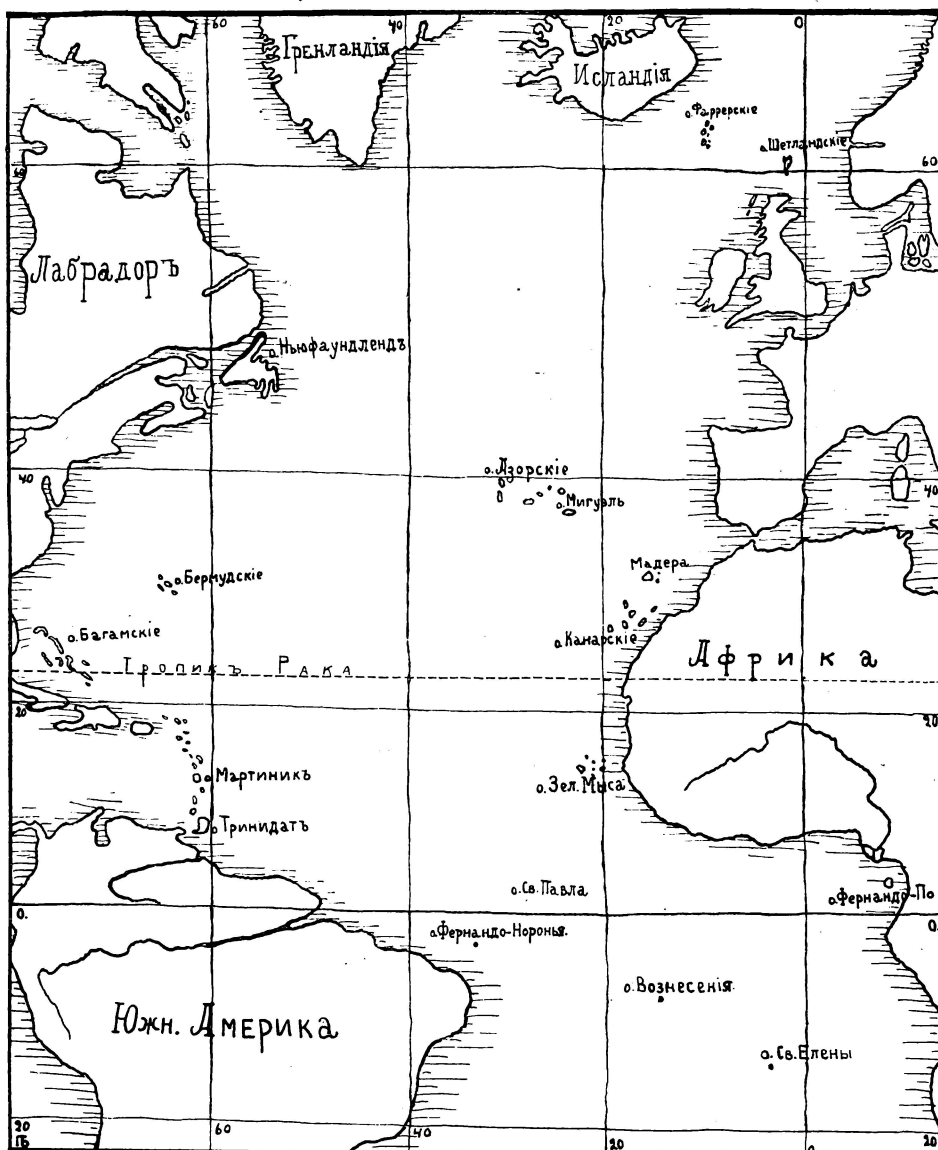 60
40
20
0
Гренландія
Исландія
о. Фаррерскіе
о. Шетландскіе
60
60
Лабрадоръ
о. Ньюфаундлендъ
40
о. Азорскіе
о. Мигуэль
40
Мадера
о. Бермудскіе
о. Багамскіе
о. Канарскіе
Африка
Тропикъ Рака
20
20
о. Мартиникъ
о. Зел. Мыса
о. Тринидатъ
о. Св. Павла
о. Фернандо-По
0.
0.
о. Фернандо-Норонья.
о. Вознесенія.
Южн. Америка
о. Св. Елены
20
60
40
20
0
20